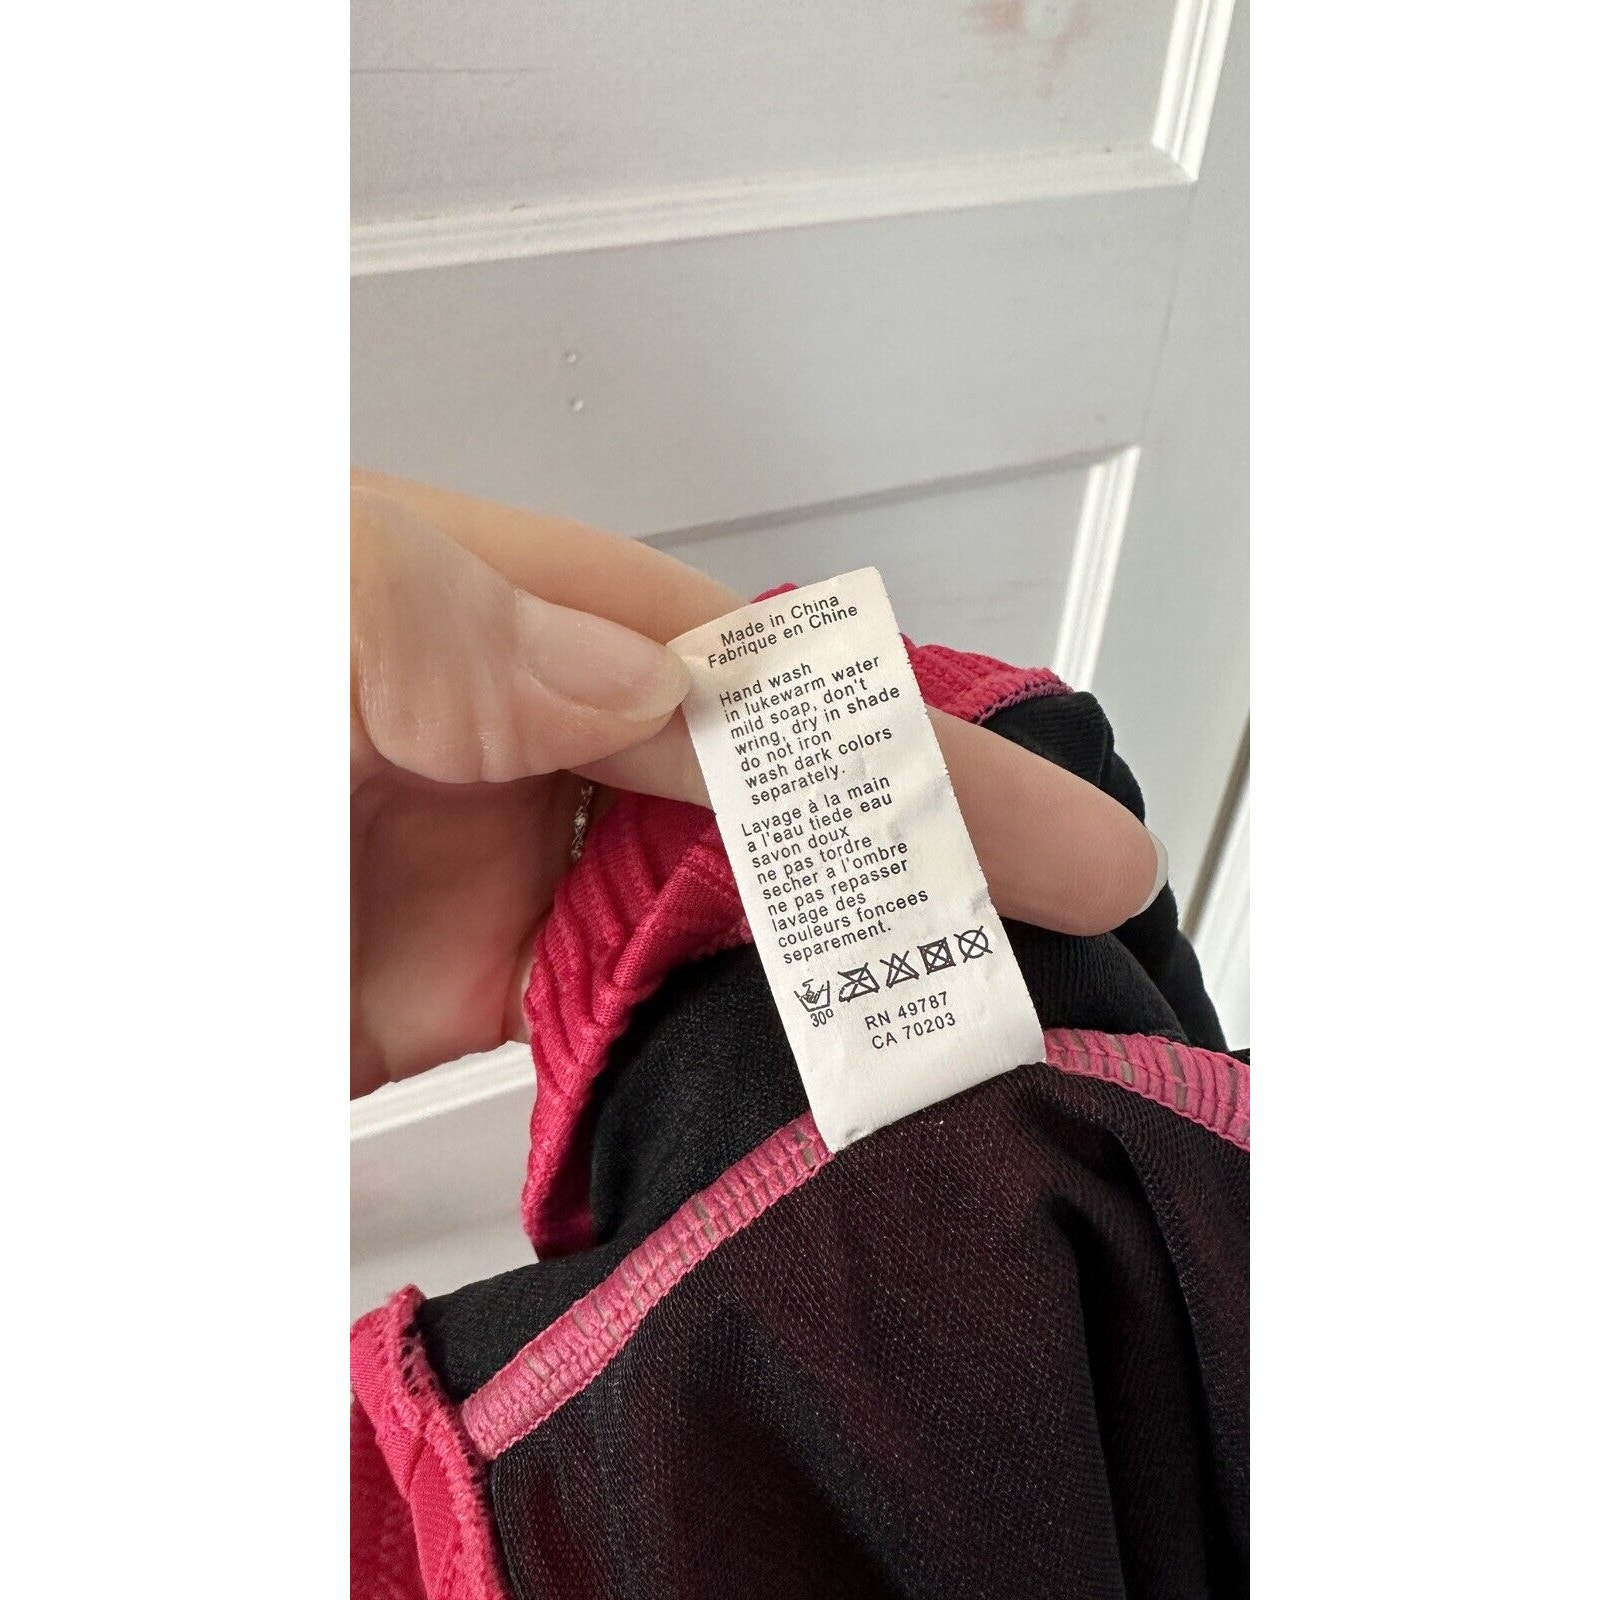 Made in China
Fabrique en Chine
Hand wash
in lukewarm water
mild soap, don't
wring, dry in shade
do not iron
wash dark colors
separately.
Lavage à la main
a l'eau tiede eau
savon doux
ne pas tordre
secher a l'ombre
ne pas repasser
lavage des
couleurs foncees
separement.
30º
RN 49787
CA 70203